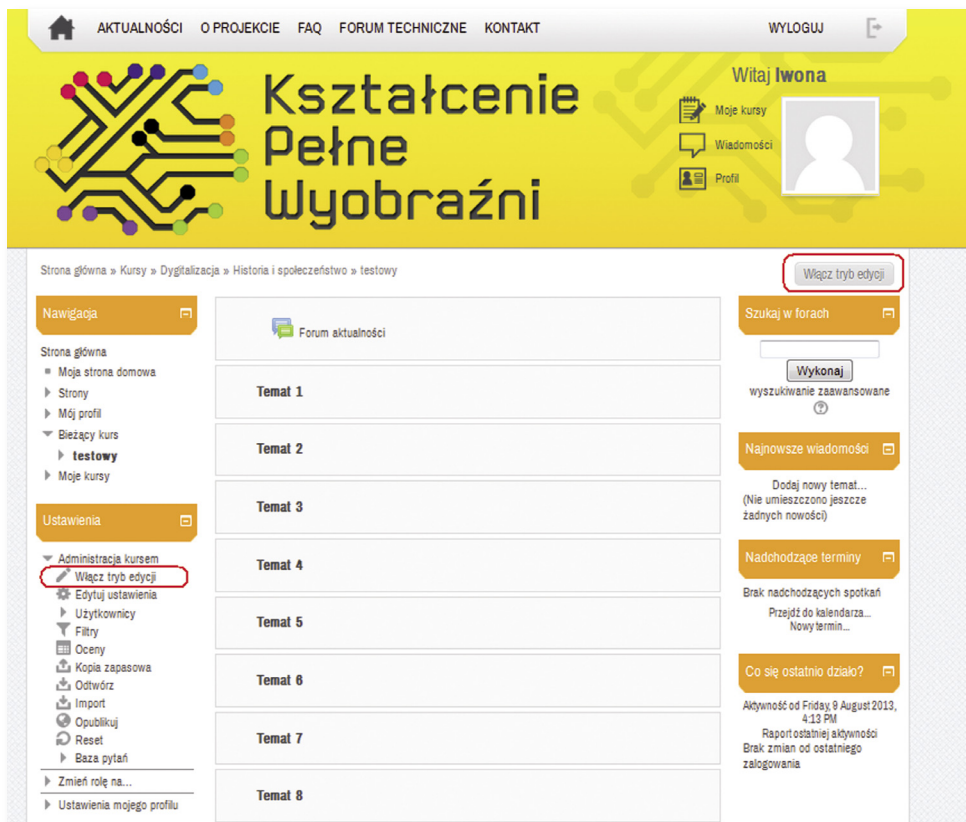 AKTUALNOŚCI O PROJEKCIE FAQ FORUM TECHNICZNE KONTAKT WYLOGUJ
Kształcenie
Pełne
Wyobraźni
Witaj Iwona
Moje kursy
Wiadomości
Profil
Strona główna » Kursy » Dygitalizacja » Historia i społeczeństwo » testowy
Włącz tryb edycji
Nawigacja
Strona główna
Moja strona domowa
Strony
Mój profil
Bieżący kurs
testowy
Moje kursy
Ustawienia
Administracja kursem
Włącz tryb edycji
Edytuj ustawienia
Użytkownicy
Filtry
Oceny
Kopia zapasowa
Odtwórz
Import
Opublikuj
Reset
Baza pytań
Zmień rolę na...
Ustawienia mojego profilu
Forum aktualności
Temat 1
Temat 2
Temat 3
Temat 4
Temat 5
Temat 6
Temat 7
Temat 8
Szukaj w forach
Wykonaj
wyszukiwanie zaawansowane
?
Najnowsze wiadomości
Dodaj nowy temat...
(Nie umieszczono jeszcze
żadnych nowości)
Nadchodzące terminy
Brak nadchodzących spotkań
Przejdź do kalendarza...
Nowy termin...
Co się ostatnio działo?
Aktywność od Friday, 9 August 2013,
4:13 PM
Raport ostatniej aktywności
Brak zmian od ostatniego
zalogowania